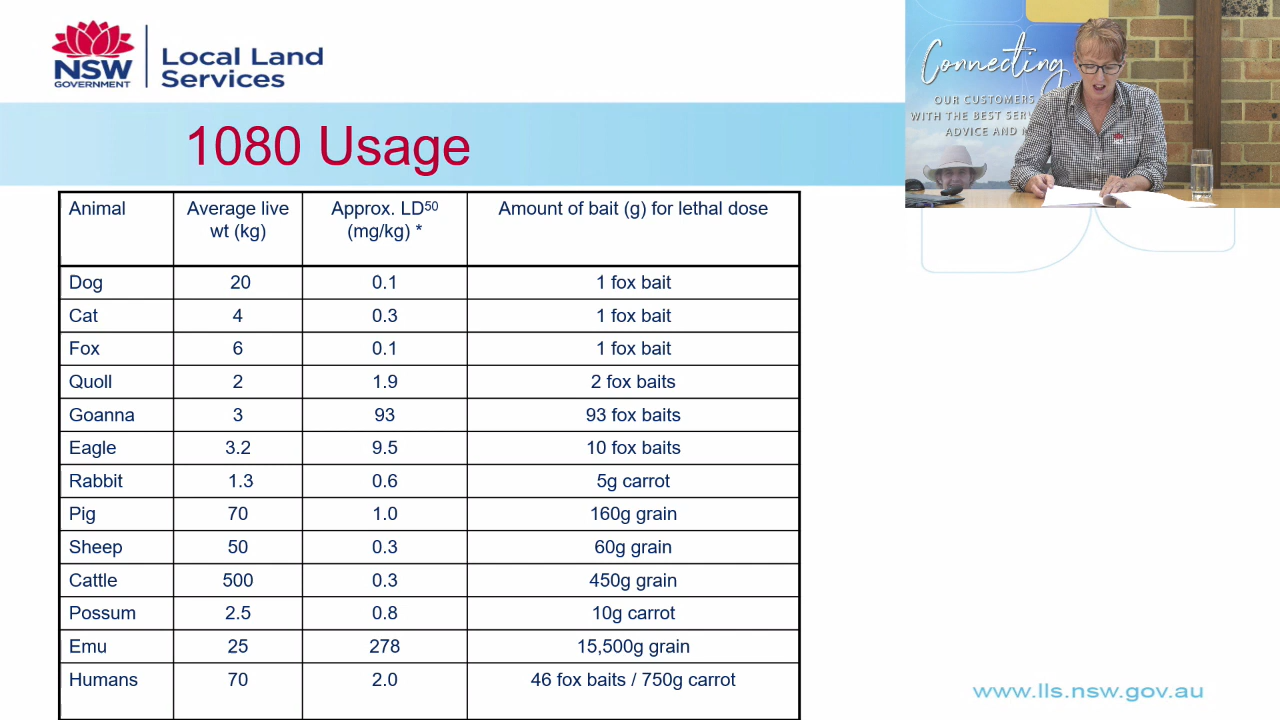 NSW
GOVERNMENT
Local Land
Services
Connecting
OUR CUSTOMERS
WITH THE BEST
ADVICE AND
1080 Usage
Animal Average live wt (kg) Approx. LD50 (mg/kg) * Amount of bait (g) for lethal dose
Dog 20 0.1 1 fox bait
Cat 4 0.3 1 fox bait
Fox 6 0.1 1 fox bait
Quoll 2 1.9 2 fox baits
Goanna 3 93 93 fox baits
Eagle 3.2 9.5 10 fox baits
Rabbit 1.3 0.6 5g carrot
Pig 70 1.0 160g grain
Sheep 50 0.3 60g grain
Cattle 500 0.3 450g grain
Possum 2.5 0.8 10g carrot
Emu 25 278 15,500g grain
Humans 70 2.0 46 fox baits / 750g carrot
www.lls.nsw.gov.au